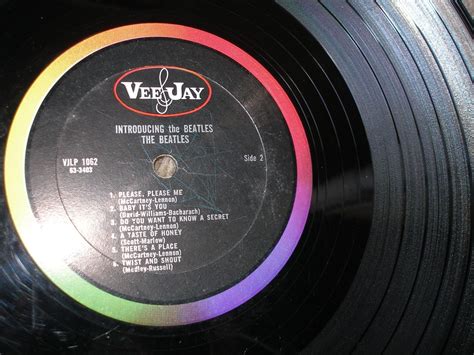 VEE JAY
INTRODUCING the BEATLES
THE BEATLES
VJLP 1062
63-3403
Side 2
1. PLEASE, PLEASE ME
(McCartney-Lennon)
2. BABY IT'S YOU
(David-Williams-Bacharach)
3. DO YOU WANT TO KNOW A SECRET
(McCartney-Lennon)
4. A TASTE OF HONEY
(Scott-Marlow)
5. THERE'S A PLACE
(McCartney-Lennon)
6. TWIST AND SHOUT
(Medley-Russell)